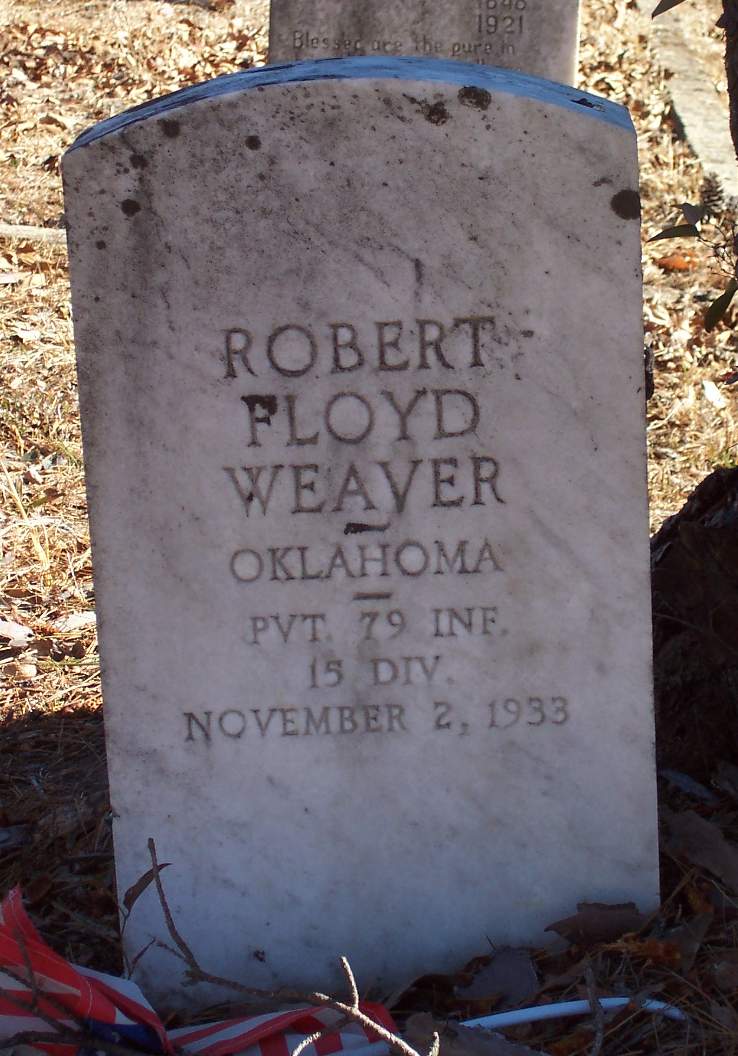 1921
Blessed are the pure in
ROBERT
FLOYD
WEAVER
OKLAHOMA
PVT. 79 INF.
15 DIV.
NOVEMBER 2, 1933